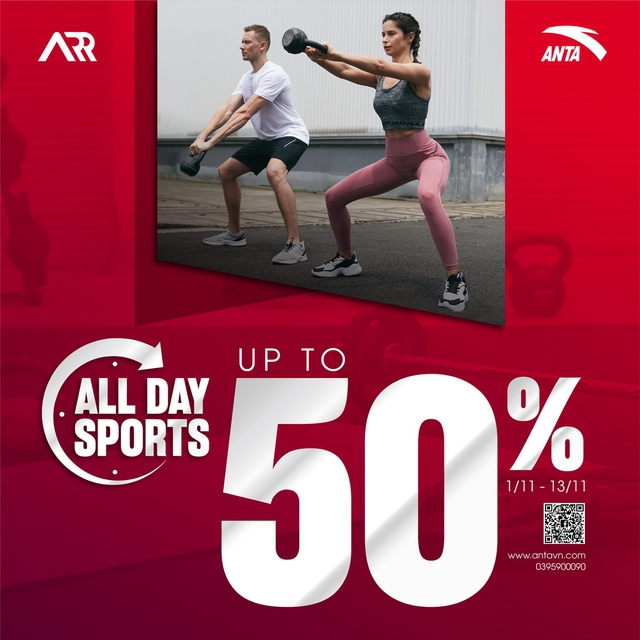 ARR
ANTA
UP TO
50%
ALL DAY
SPORTS
1/11 - 13/11
www.antavn.com
0395900090